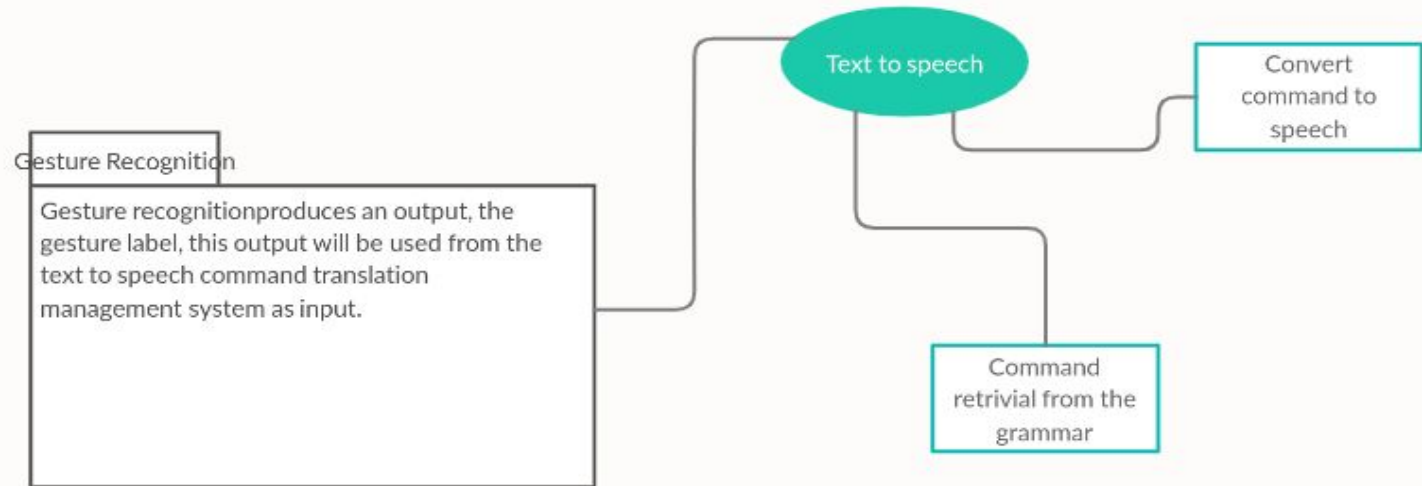 Text to speech
Convert
command to
speech
Gesture Recognition
Gesture recognitionproduces an output, the
gesture label, this output will be used from the
text to speech command translation
management system as input.
Command
retrivial from the
grammar